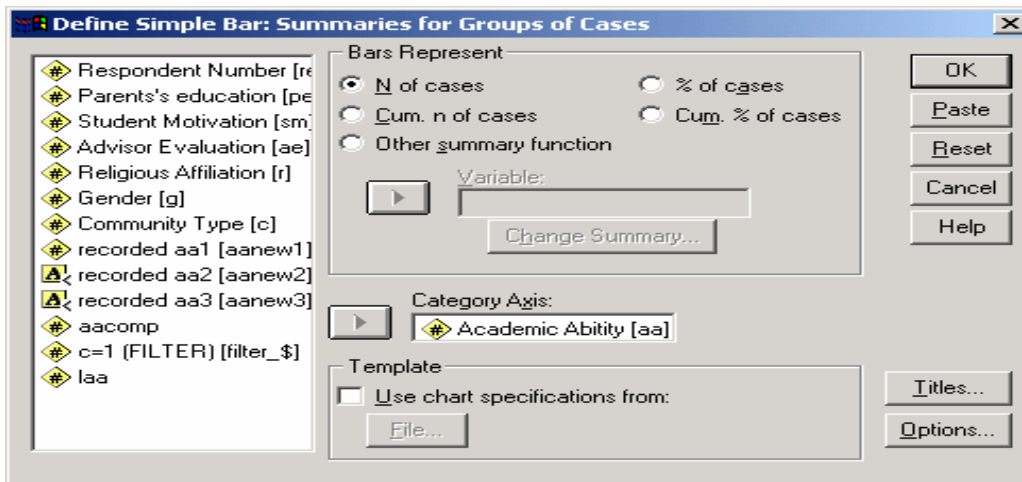 Define Simple Bar: Summaries for Groups of Cases
Respondent Number [re
Parents's education [pe
Student Motivation [sm]
Advisor Evaluation [ae]
Religious Affiliation [r]
Gender [g]
Community Type [c]
recorded aa1 [aanew1]
recorded aa2 [aanew2]
recorded aa3 [aanew3]
aacomp
c=1 (FILTER) [filter_$]
laa
Bars Represent
N of cases
% of cases
Cum. n of cases
Cum. % of cases
Other summary function
Variable:
Change Summary...
Category Axis:
Academic Abitity [aa]
Template
Use chart specifications from:
File...
OK
Paste
Reset
Cancel
Help
Titles...
Options...